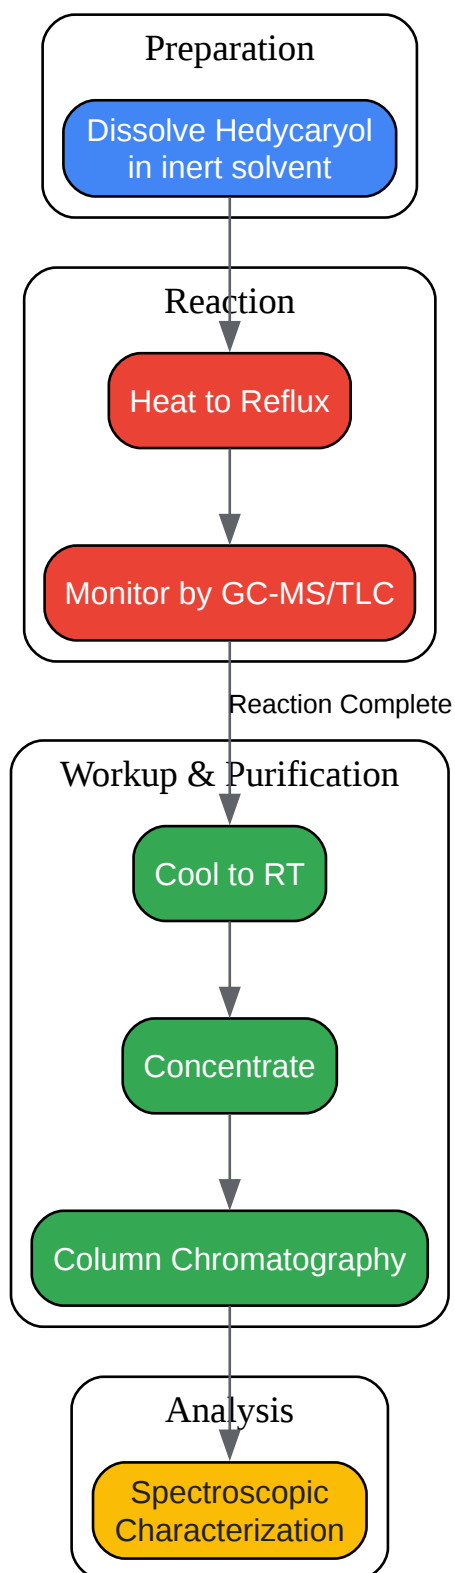 Preparation
Dissolve Hedycaryol
in inert solvent
Reaction
Heat to Reflux
Monitor by GC-MS/TLC
Reaction Complete
Workup & Purification
Cool to RT
Concentrate
Column Chromatography
Analysis
Spectroscopic
Characterization